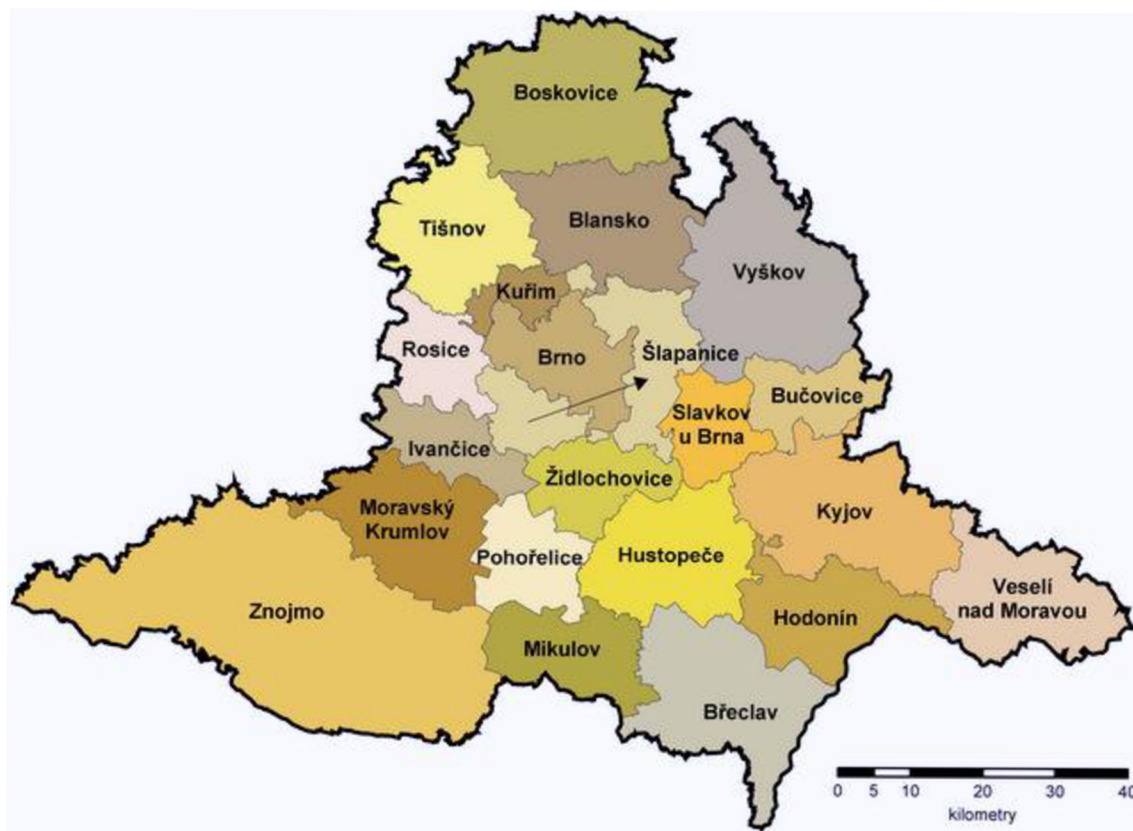 Boskovice
Tišnov
Blansko
Vyškov
Kuřim
Rosice
Brno
Šlapanice
Bučovice
Slavkov
u Brna
Ivančice
Židlochovice
Moravský
Krumlov
Kyjov
Pohořelice
Hustopeče
Veselí
nad Moravou
Znojmo
Hodonín
Mikulov
Břeclav
0 5 10 20 30 40
kilometry